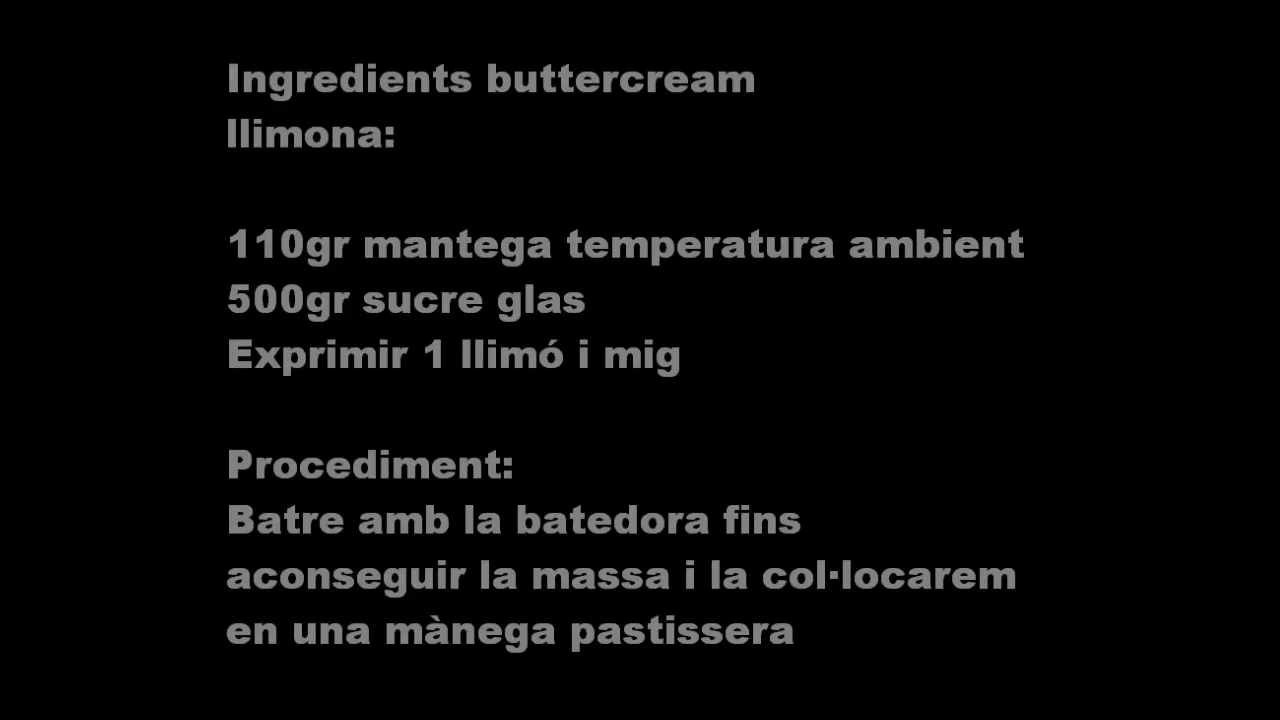 Ingredients buttercream
llimona:
110gr mantega temperatura ambient
500gr sucre glas
Exprimir 1 llimó i mig
Procediment:
Batre amb la batedora fins
aconseguir la massa i la col·locarem
en una mànega pastissera